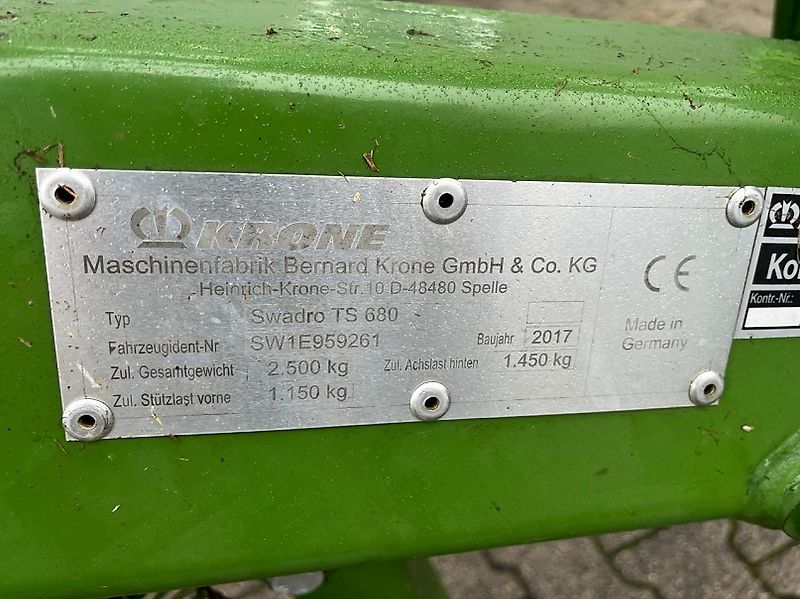 KRONE
Maschinenfabrik Bernard Krone GmbH & Co. KG
Heinrich-Krone-Str.10 D-48480 Spelle
Typ Swadro TS 680
Fahrzeugident-Nr SW1E959261 Baujahr 2017
Zul. Gesamtgewicht 2.500 kg Zul. Achslast hinten 1.450 kg
Zul. Stützlast vorne 1.150 kg
CE
Made in
Germany
Kontr.-Nr.: